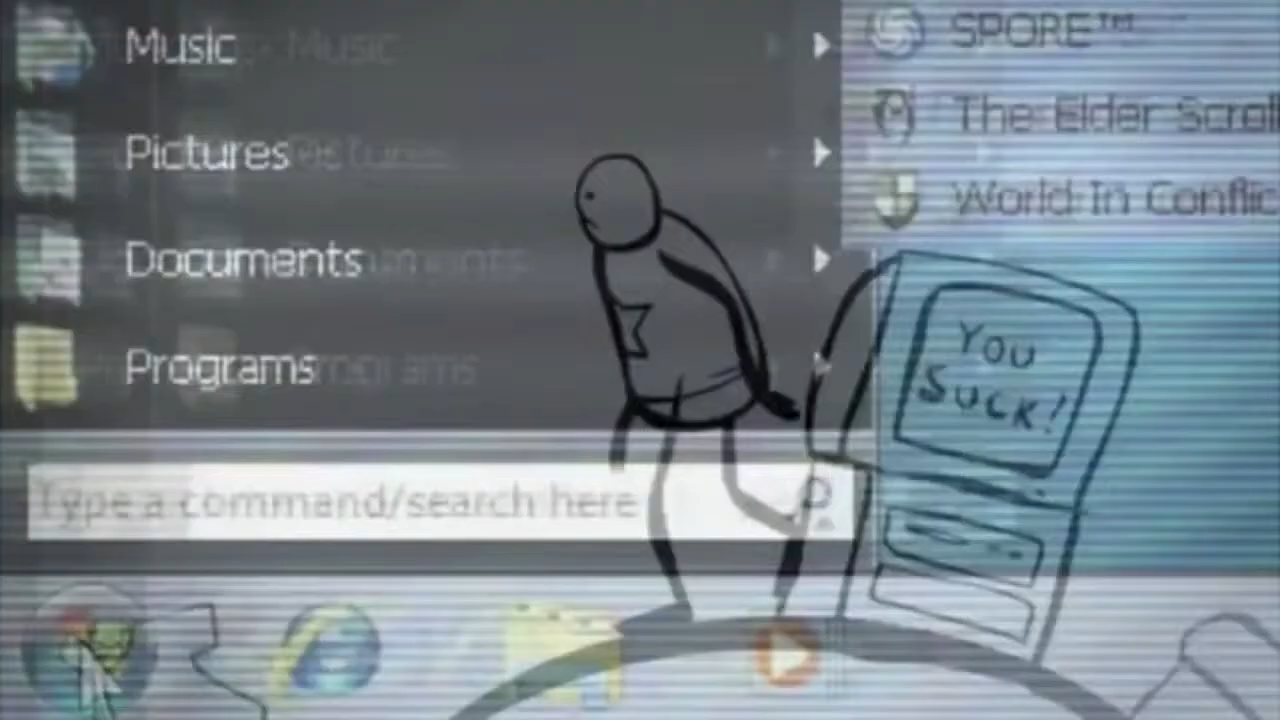 Music
Pictures
Documents
Programs
Type a command/search here
SPORE™
The Elder Scroll
World In Conflic
YOU
SUCK!